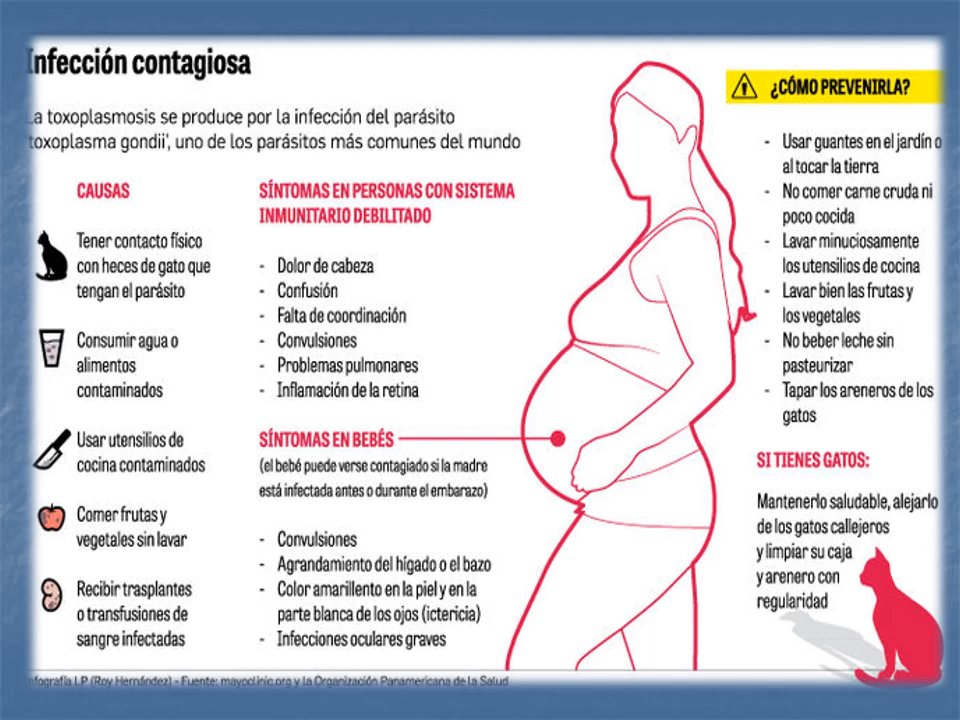 Infección contagiosa
La toxoplasmosis se produce por la infección del parásito
'toxoplasma gondii', uno de los parásitos más comunes del mundo
CAUSAS
Tener contacto físico
con heces de gato que
tengan el parásito
Consumir agua o
alimentos
contaminados
Usar utensilios de
cocina contaminados
Comer frutas y
vegetales sin lavar
Recibir trasplantes
o transfusiones de
sangre infectadas
SÍNTOMAS EN PERSONAS CON SISTEMA
INMUNITARIO DEBILITADO
- Dolor de cabeza
- Confusión
- Falta de coordinación
- Convulsiones
- Problemas pulmonares
- Inflamación de la retina
SÍNTOMAS EN BEBÉS
(el bebé puede verse contagiado si la madre
está infectada antes o durante el embarazo)
- Convulsiones
- Agrandamiento del hígado o el bazo
- Color amarillento en la piel y en la
parte blanca de los ojos (ictericia)
- Infecciones oculares graves
¿CÓMO PREVENIRLA?
- Usar guantes en el jardín o
al tocar la tierra
- No comer carne cruda ni
poco cocida
- Lavar minuciosamente
los utensilios de cocina
- Lavar bien las frutas y
los vegetales
- No beber leche sin
pasteurizar
- Tapar los areneros de los
gatos
SI TIENES GATOS:
Mantenerlo saludable, alejarlo
de los gatos callejeros
y limpiar su caja
y arenero con
regularidad
Infografía LP (Roy Hernández) - Fuente: mayoclinic.org y la Organización Panamericana de la Salud